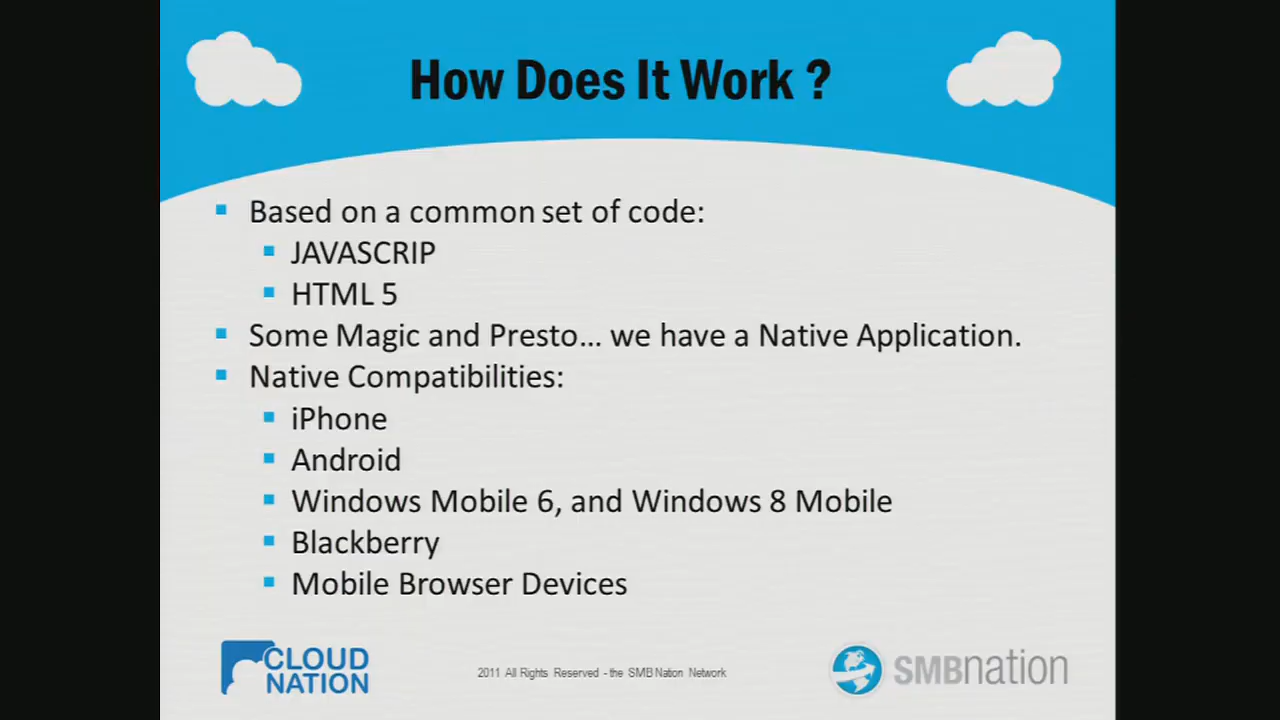 How Does It Work ?
Based on a common set of code:
JAVASCRIP
HTML 5
Some Magic and Presto... we have a Native Application.
Native Compatibilities:
iPhone
Android
Windows Mobile 6, and Windows 8 Mobile
Blackberry
Mobile Browser Devices
CLOUD
NATION
2011 All Rights Reserved - the SMB Nation Network
SMBnation